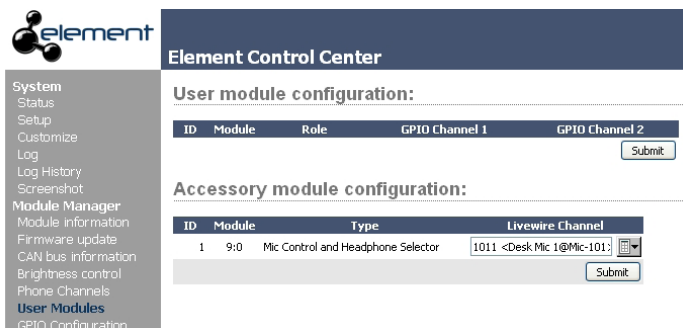 element
Element Control Center
System
Status
Setup
Customize
Log
Log History
Screenshot
Module Manager
Module information
Firmware update
CAN bus information
Brightness control
Phone Channels
User Modules
GPIO Configuration
User module configuration:
ID Module Role GPIO Channel 1 GPIO Channel 2
Submit
Accessory module configuration:
ID Module Type Livewire Channel
1 9:0 Mic Control and Headphone Selector 1011 <Desk Mic 1@Mic-101:
Submit